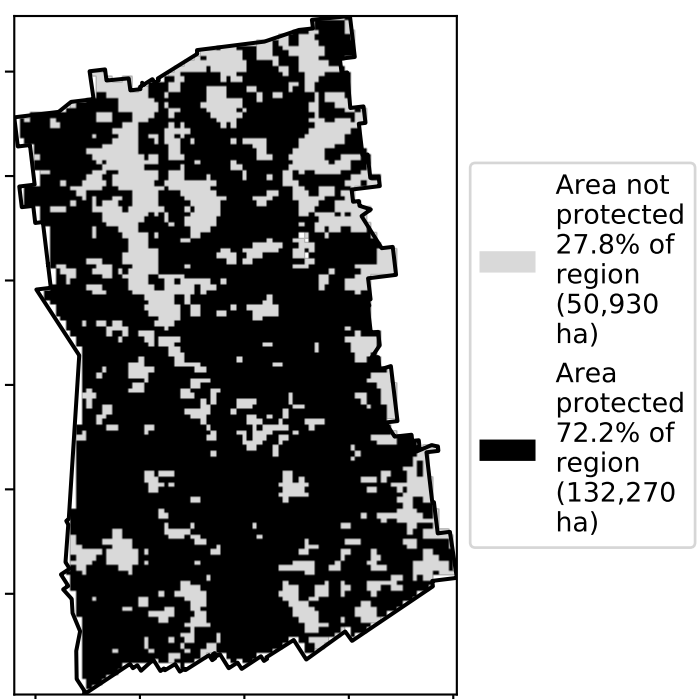 Area not
protected
27.8% of
region
(50,930
ha)
Area
protected
72.2% of
region
(132,270
ha)